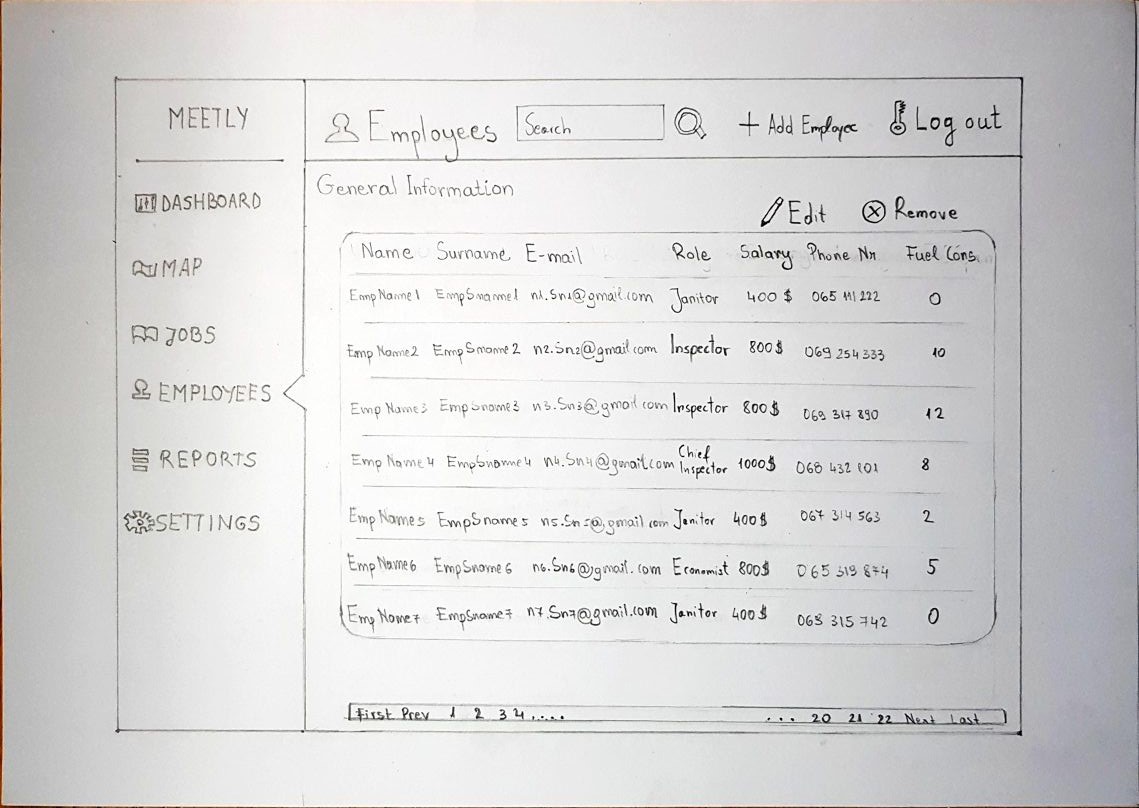 MEETLY
Employees Search + Add Employee Log out
DASHBOARD
MAP
JOBS
EMPLOYEES
REPORTS
SETTINGS
General Information
Edit Remove
Name Surname E-mail Role Salary Phone Nr Fuel Cons.
EmpName1 EmpSname1 n1.Sn1@gmail.com Janitor 400 $ 065 111 222 0
EmpName2 EmpSname2 n2.Sn2@gmail.com Inspector 800$ 069 254 333 10
EmpName3 EmpSname3 n3.Sn3@gmail.com Inspector 800$ 069 317 890 12
EmpName4 EmpSname4 n4.Sn4@gmail.com Chief Inspector 1000$ 068 432 101 8
EmpName5 EmpSname5 n5.Sn5@gmail.com Janitor 400$ 067 314 563 2
EmpName6 EmpSname6 n6.Sn6@gmail.com Economist 800$ 065 319 874 5
EmpName7 EmpSname7 n7.Sn7@gmail.com Janitor 400$ 068 315 742 0
First Prev 1 2 3 4 .... ... 20 21 22 Next Last